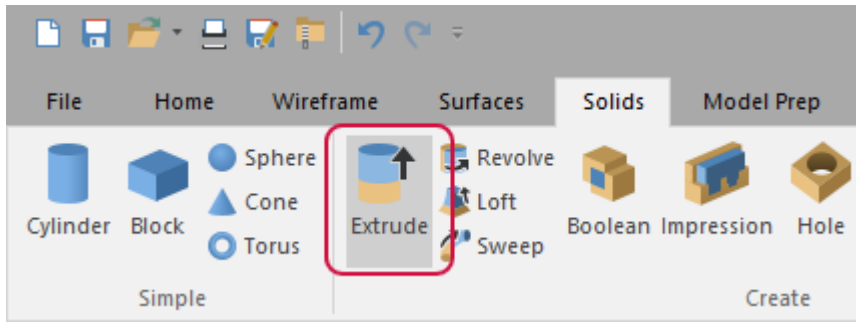 File Home Wireframe Surfaces Solids Model Prep
Cylinder Block Sphere
Cone
Torus
Extrude Revolve
Loft
Sweep
Boolean Impression Hole
Simple Create